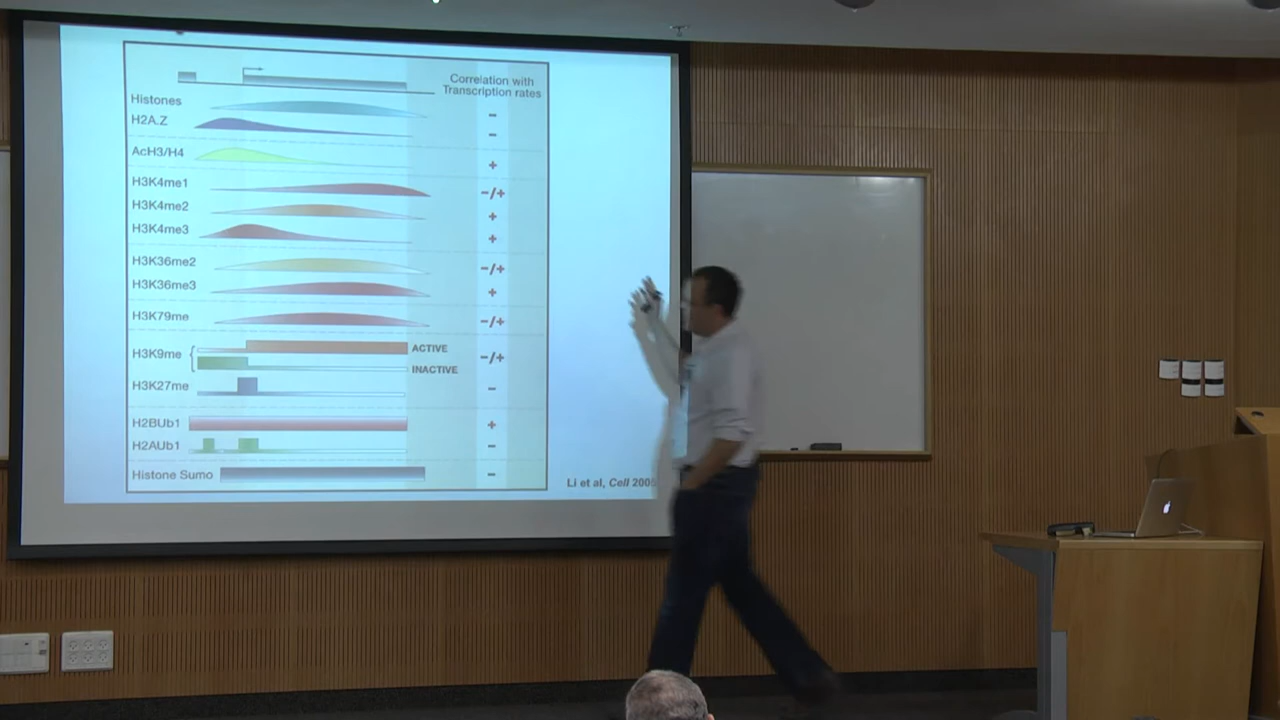 Correlation with
Transcription rates
Histones -
H2A.Z -
AcH3/H4 +
H3K4me1 -/+
H3K4me2 +
H3K4me3 +
H3K36me2 -/+
H3K36me3 +
H3K79me -/+
H3K9me { ACTIVE -/+
INACTIVE
H3K27me -
H2BUb1 +
H2AUb1 -
Histone Sumo -
Li et al, Cell